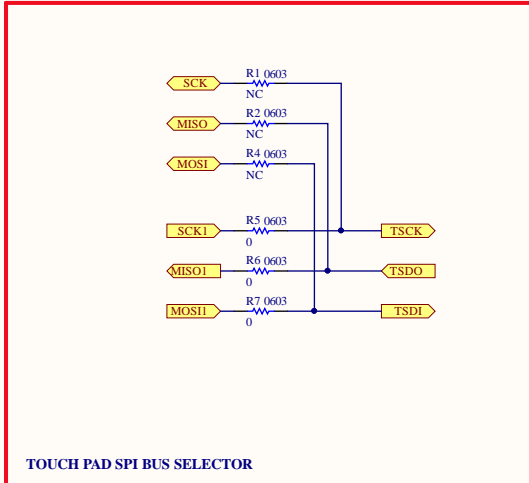 R1 0603
SCK
NC
R2 0603
MISO
NC
R4 0603
MOSI
NC
R5 0603
SCK1
TSCK
0
R6 0603
MISO1
TSDO
0
R7 0603
MOSI1
TSDI
0
TOUCH PAD SPI BUS SELECTOR